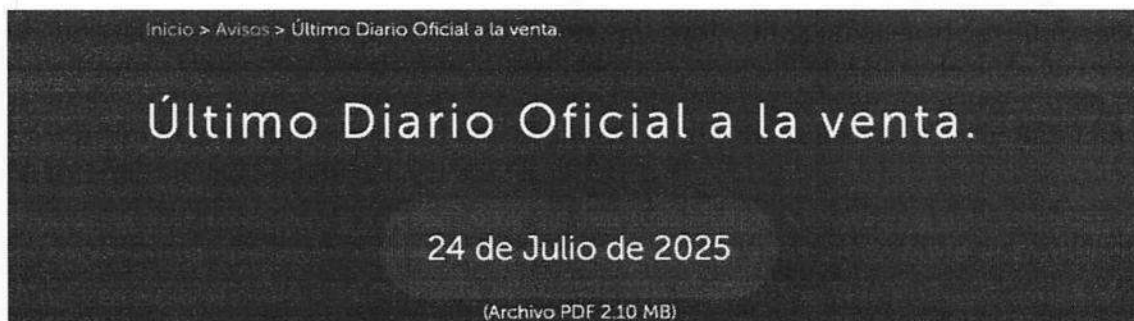 Inicio > Avisos > Último Diario Oficial a la venta.
Último Diario Oficial a la venta.
24 de Julio de 2025
(Archivo PDF 2.10 MB)